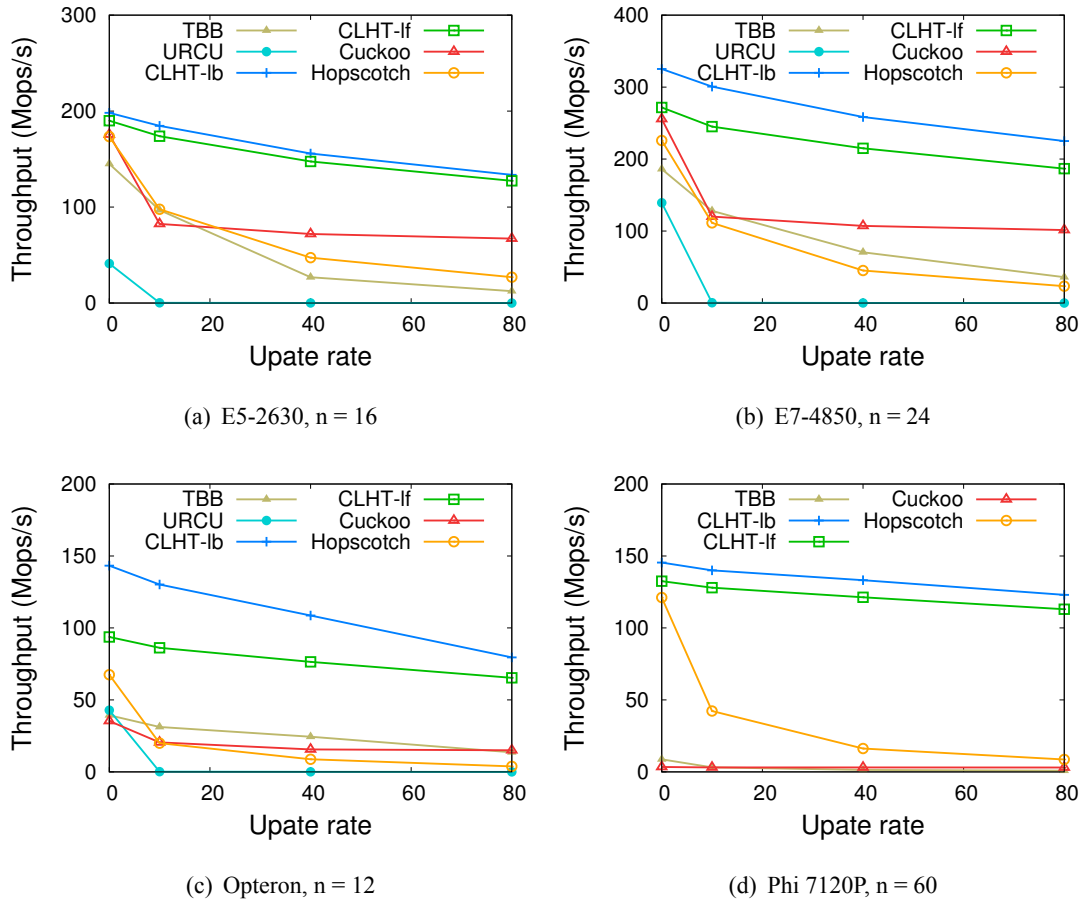 300
200
100
0
0 20 40 60 80
Throughput (Mops/s)
Upate rate
TBB
URCU
CLHT-lb
CLHT-lf
Cuckoo
Hopscotch
(a) E5-2630, n = 16
400
300
200
100
0
0 20 40 60 80
Throughput (Mops/s)
Upate rate
TBB
URCU
CLHT-lb
CLHT-lf
Cuckoo
Hopscotch
(b) E7-4850, n = 24
200
150
100
50
0
0 20 40 60 80
Throughput (Mops/s)
Upate rate
TBB
URCU
CLHT-lb
CLHT-lf
Cuckoo
Hopscotch
(c) Opteron, n = 12
200
150
100
50
0
0 20 40 60 80
Throughput (Mops/s)
Upate rate
TBB
CLHT-lb
CLHT-lf
Cuckoo
Hopscotch
(d) Phi 7120P, n = 60